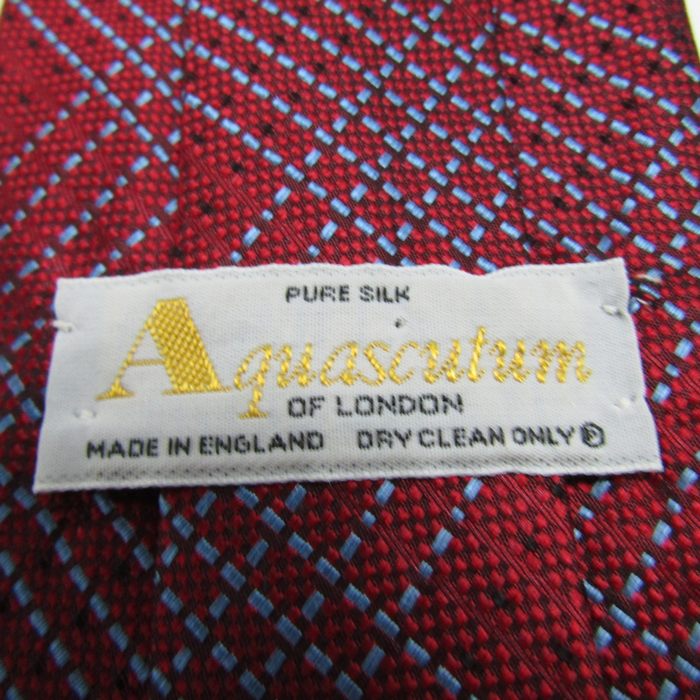 PURE SILK
Aquascutum
OF LONDON
MADE IN ENGLAND DRY CLEAN ONLY Ⓟ